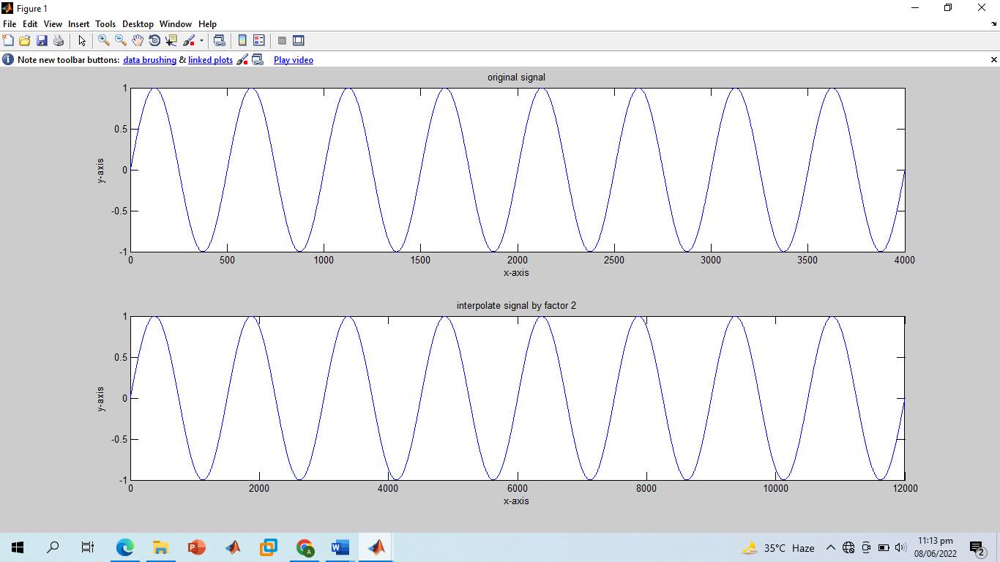 Figure 1
File Edit View Insert Tools Desktop Window Help
Note new toolbar buttons: data brushing & linked plots Play video
original signal
1
0.5
0
-0.5
-1
y-axis
0 500 1000 1500 2000 2500 3000 3500 4000
x-axis
interpolate signal by factor 2
1
0.5
0
-0.5
-1
y-axis
0 2000 4000 6000 8000 10000 12000
x-axis
35°C Haze
11:13 pm
08/06/2022
2